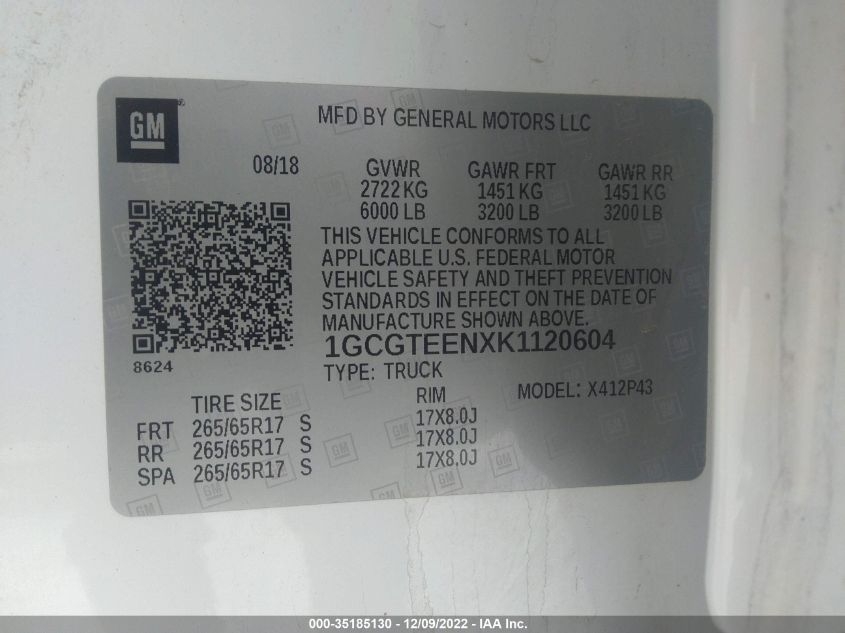 GM
MFD BY GENERAL MOTORS LLC
08/18 GVWR GAWR FRT GAWR RR
2722 KG 1451 KG 1451 KG
6000 LB 3200 LB 3200 LB
THIS VEHICLE CONFORMS TO ALL
APPLICABLE U.S. FEDERAL MOTOR
VEHICLE SAFETY AND THEFT PREVENTION
STANDARDS IN EFFECT ON THE DATE OF
MANUFACTURE SHOWN ABOVE.
1GCGTEENXK1120604
8624
TYPE: TRUCK
TIRE SIZE RIM MODEL: X412P43
FRT 265/65R17 S 17X8.0J
RR 265/65R17 S 17X8.0J
SPA 265/65R17 S 17X8.0J
000-35185130 - 12/09/2022 - IAA Inc.